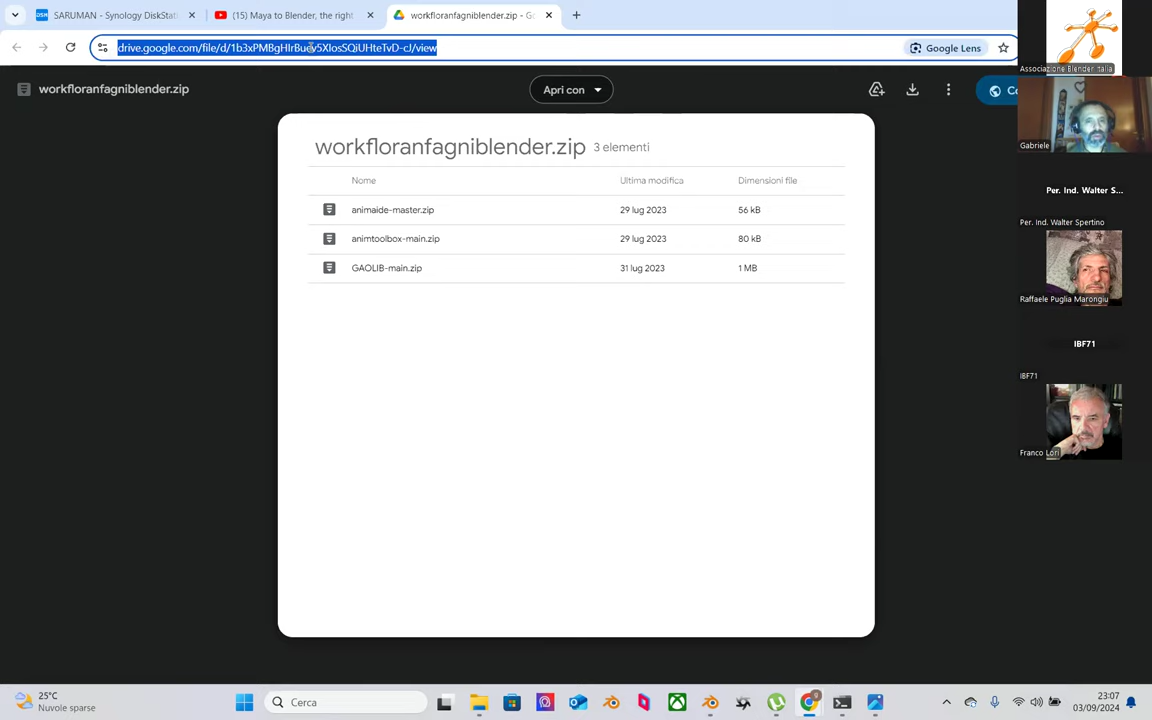 SARUMAN - Synology DiskStati
(15) Maya to Blender, the right
workfloranfagniblender.zip - Go
drive.google.com/file/d/1b3xPMBgHIrBuey5XIosSQiUHteTvD-cJ/view
Google Lens
workfloranfagniblender.zip
Apri con
Co
workfloranfagniblender.zip 3 elementi
Nome Ultima modifica Dimensioni file
animaide-master.zip 29 lug 2023 56 kB
animtoolbox-main.zip 29 lug 2023 80 kB
GAOLIB-main.zip 31 lug 2023 1 MB
Associazione Blender Italia
Gabriele
Per. Ind. Walter S...
Per. Ind. Walter Spertino
Raffaele Puglia Marongiu
IBF71
IBF71
Franco Lori
25°C
Nuvole sparse
Cerca
23:07
03/09/2024